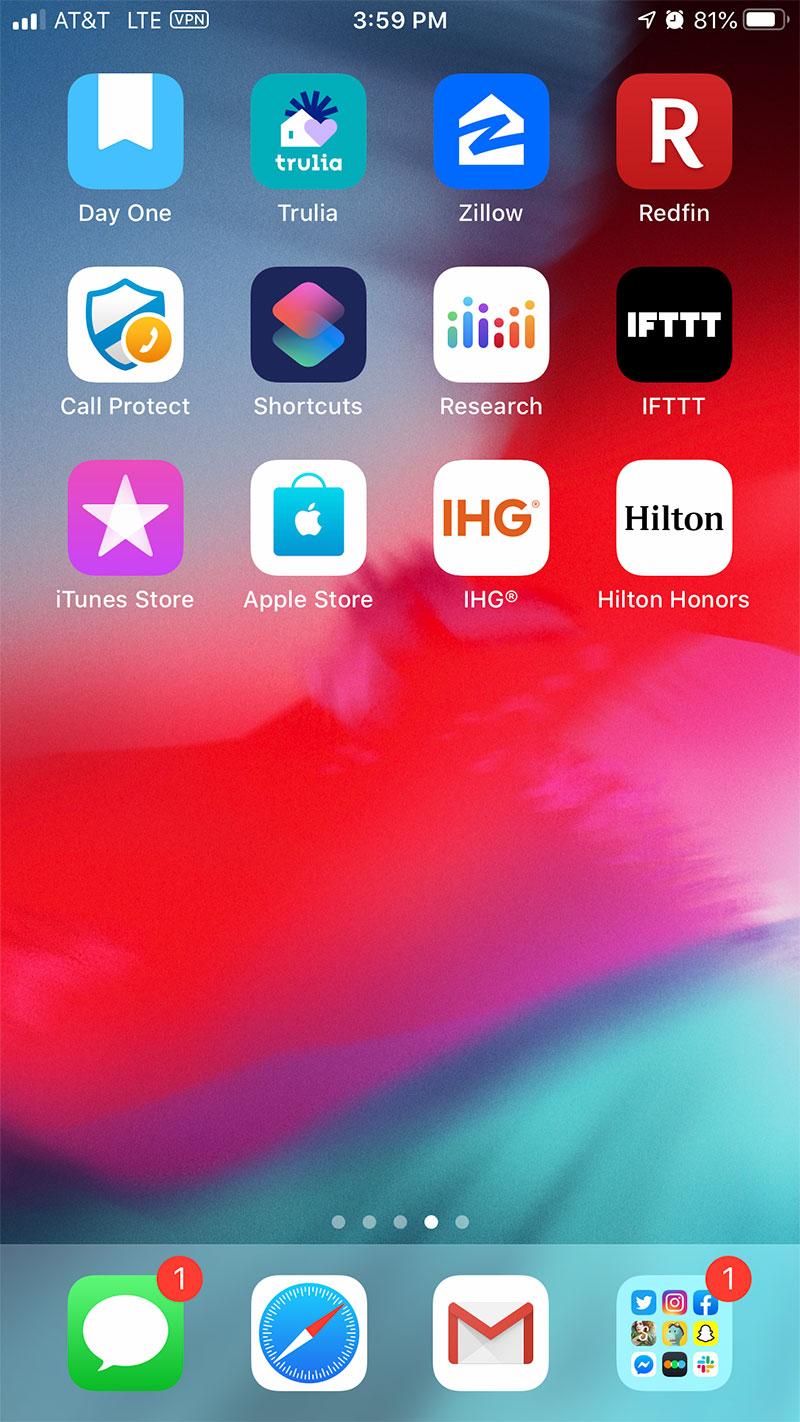 AT&T LTE VPN 3:59 PM 81%
trulia
R
Day One Trulia Zillow Redfin
IFTTT
Call Protect Shortcuts Research IFTTT
IHG® Hilton
iTunes Store Apple Store IHG® Hilton Honors
1 1